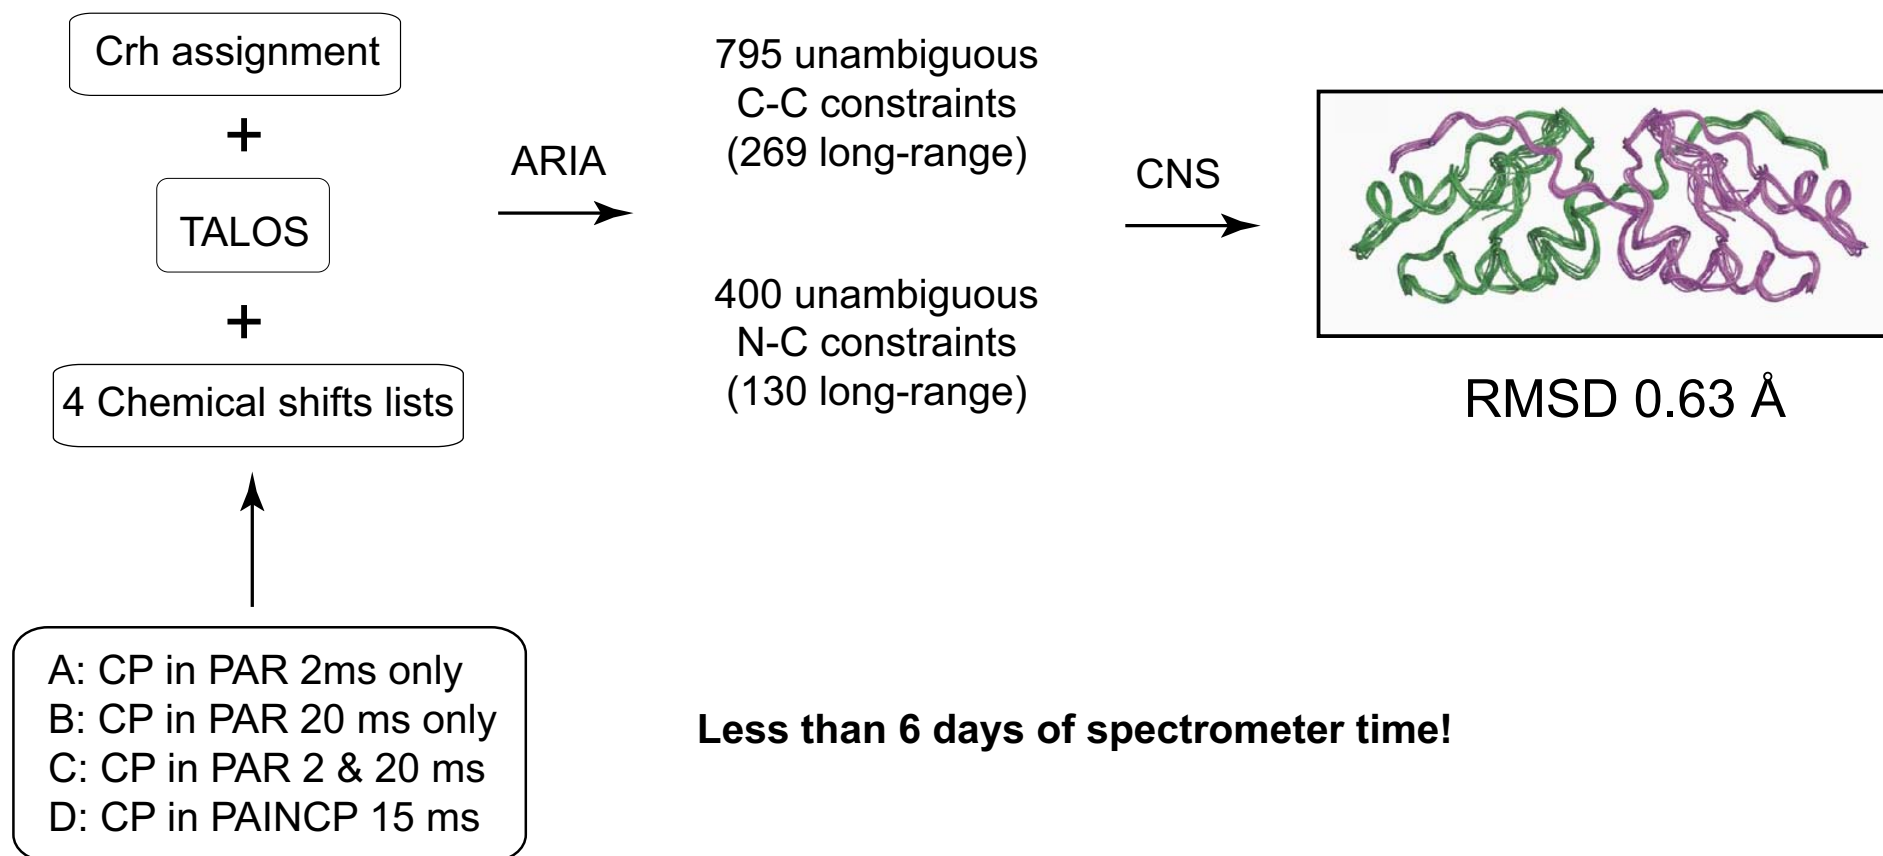 Crh assignment
+
TALOS
+
4 Chemical shifts lists
A: CP in PAR 2ms only
B: CP in PAR 20 ms only
C: CP in PAR 2 & 20 ms
D: CP in PAINCP 15 ms
ARIA
795 unambiguous
C-C constraints
(269 long-range)
400 unambiguous
N-C constraints
(130 long-range)
CNS
RMSD 0.63 Å
Less than 6 days of spectrometer time!